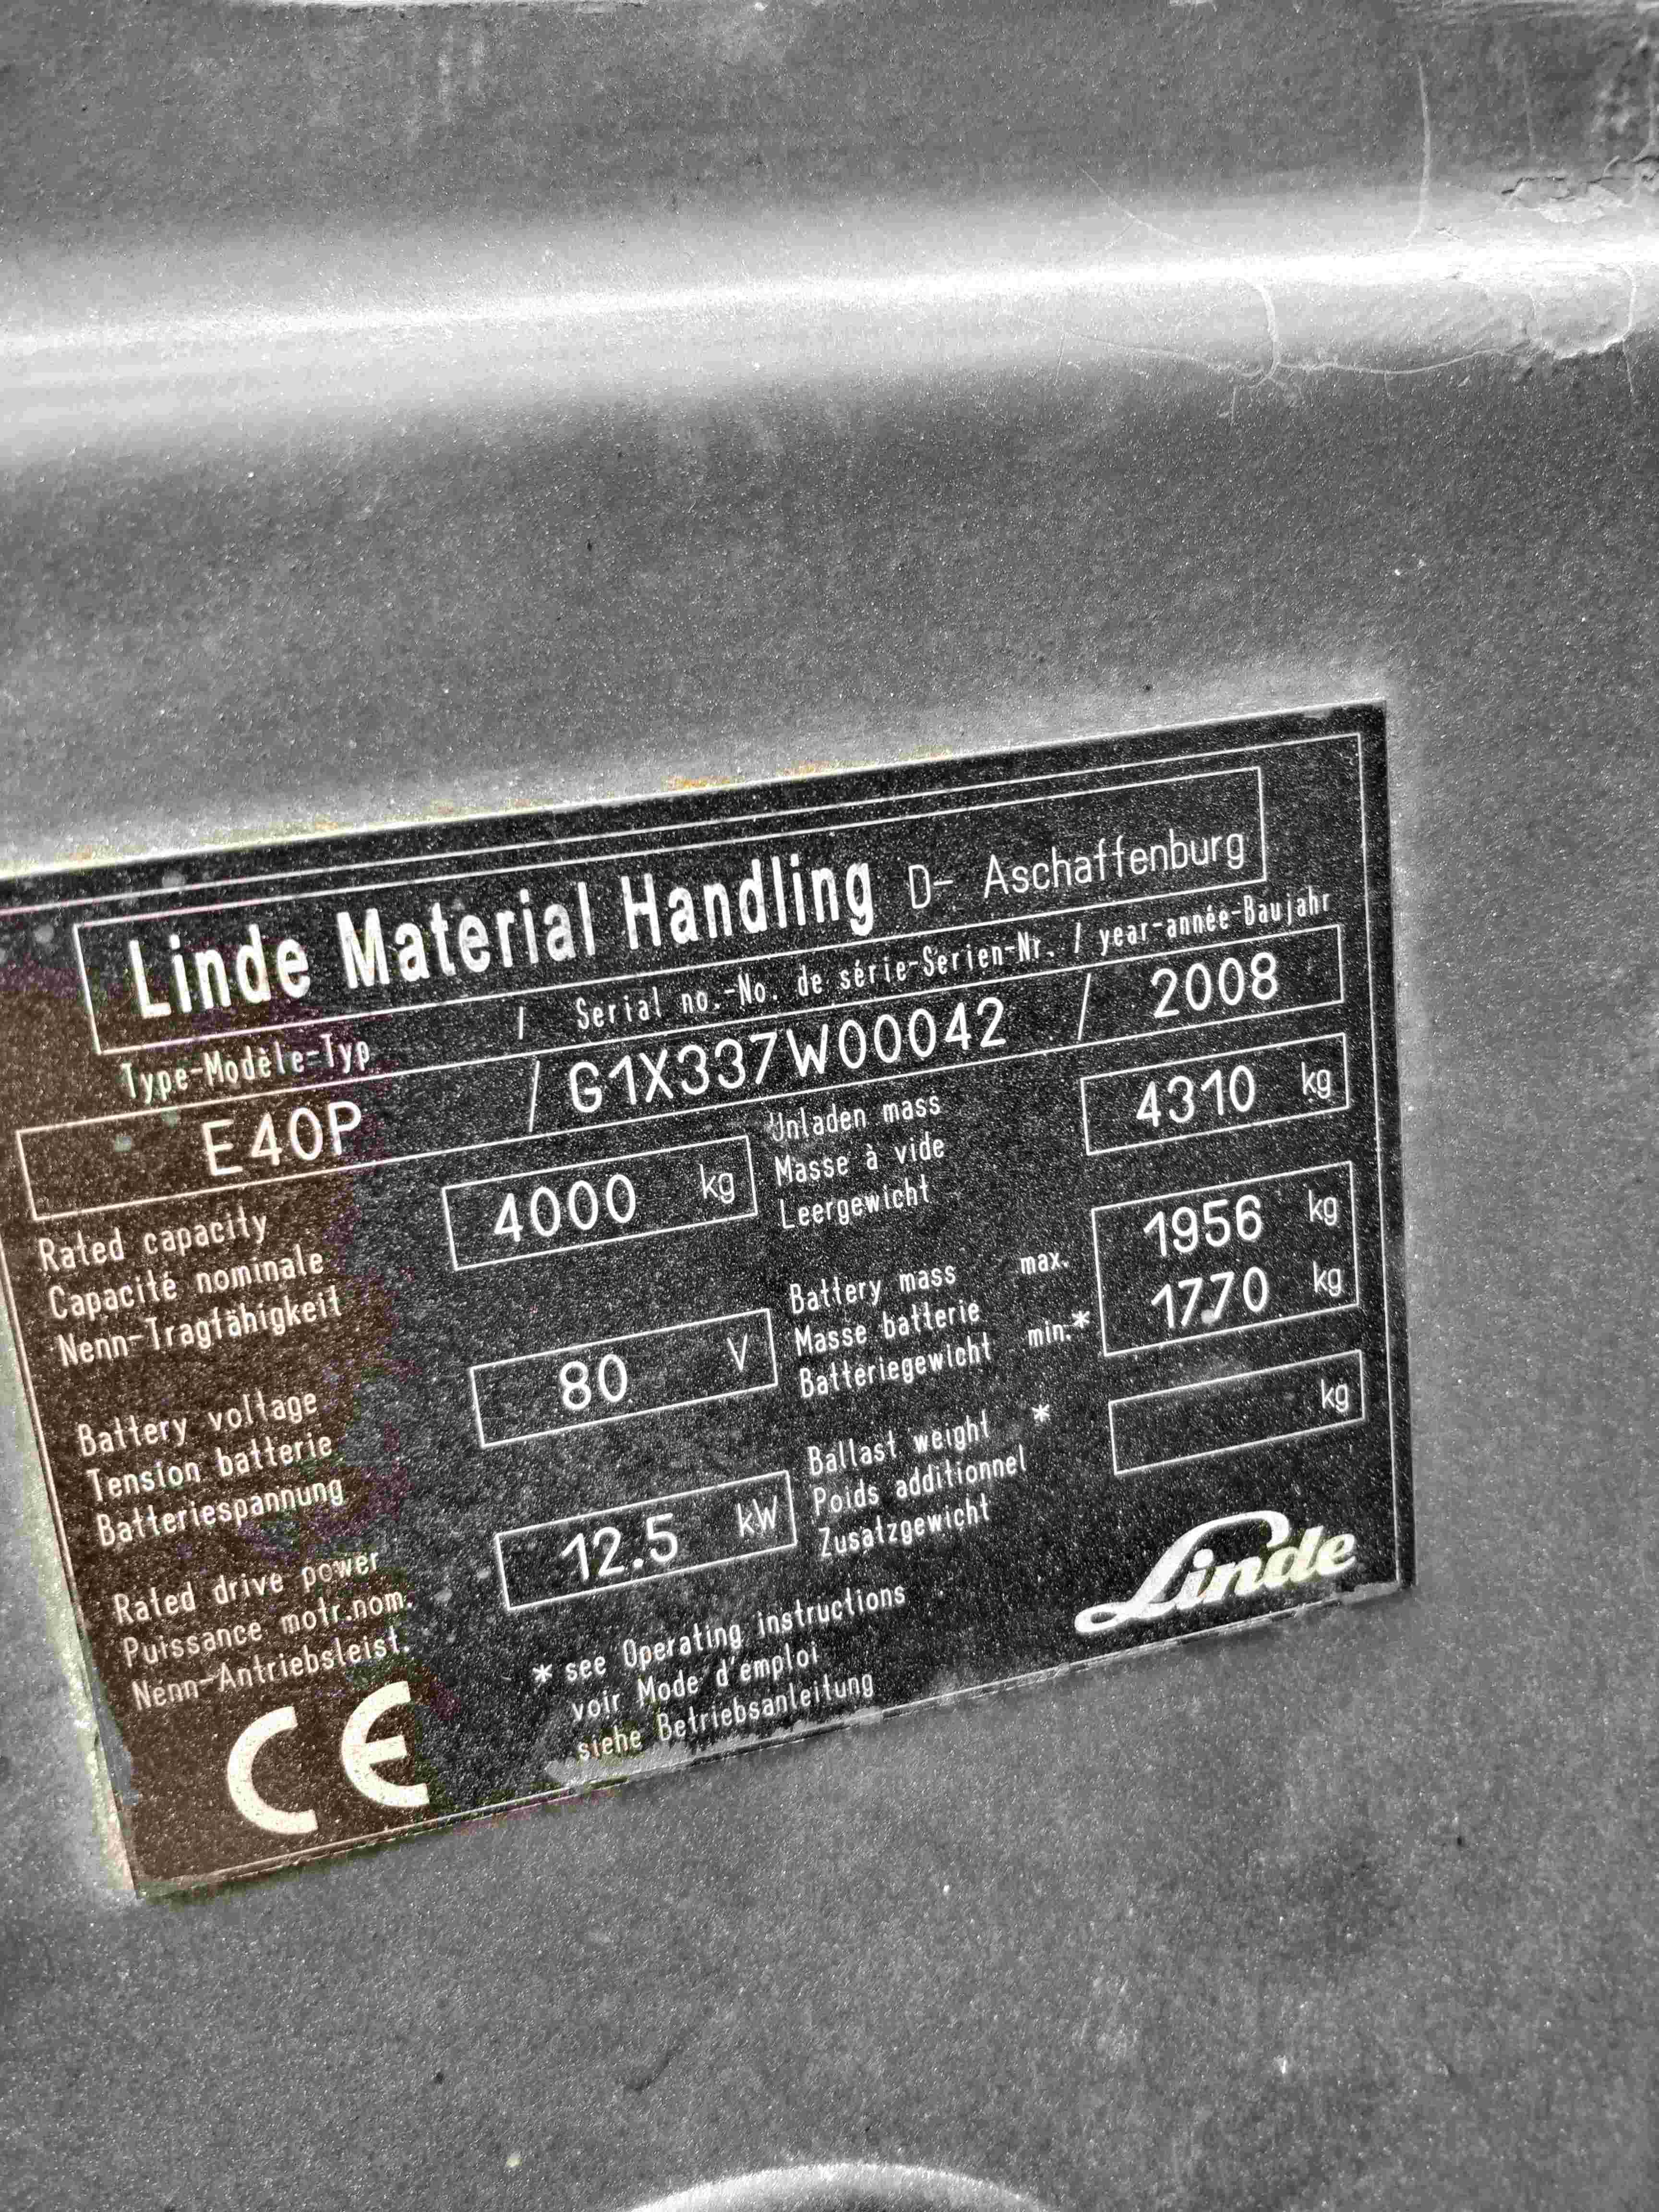 Linde Material Handling D- Aschaffenburg
Type-Modèle-Typ / Serial no.-No. de série-Serien-Nr. / year-année-Baujahr
E40P / G1X337W00042 / 2008
Rated capacity
Capacité nominale
Nenn-Tragfähigkeit
4000 kg
Unladen mass
Masse à vide
Leergewicht
4310 kg
Battery voltage
Tension batterie
Batteriespannung
80 V
Battery mass max.
Masse batterie
Batteriegewicht min.*
1956 kg
1770 kg
Rated drive power
Puissance motr.nom.
Nenn-Antriebsleist.
12.5 kW
Ballast weight *
Poids additionnel
Zusatzgewicht
kg
* see Operating instructions
voir Mode d'emploi
siehe Betriebsanleitung
CE
Linde